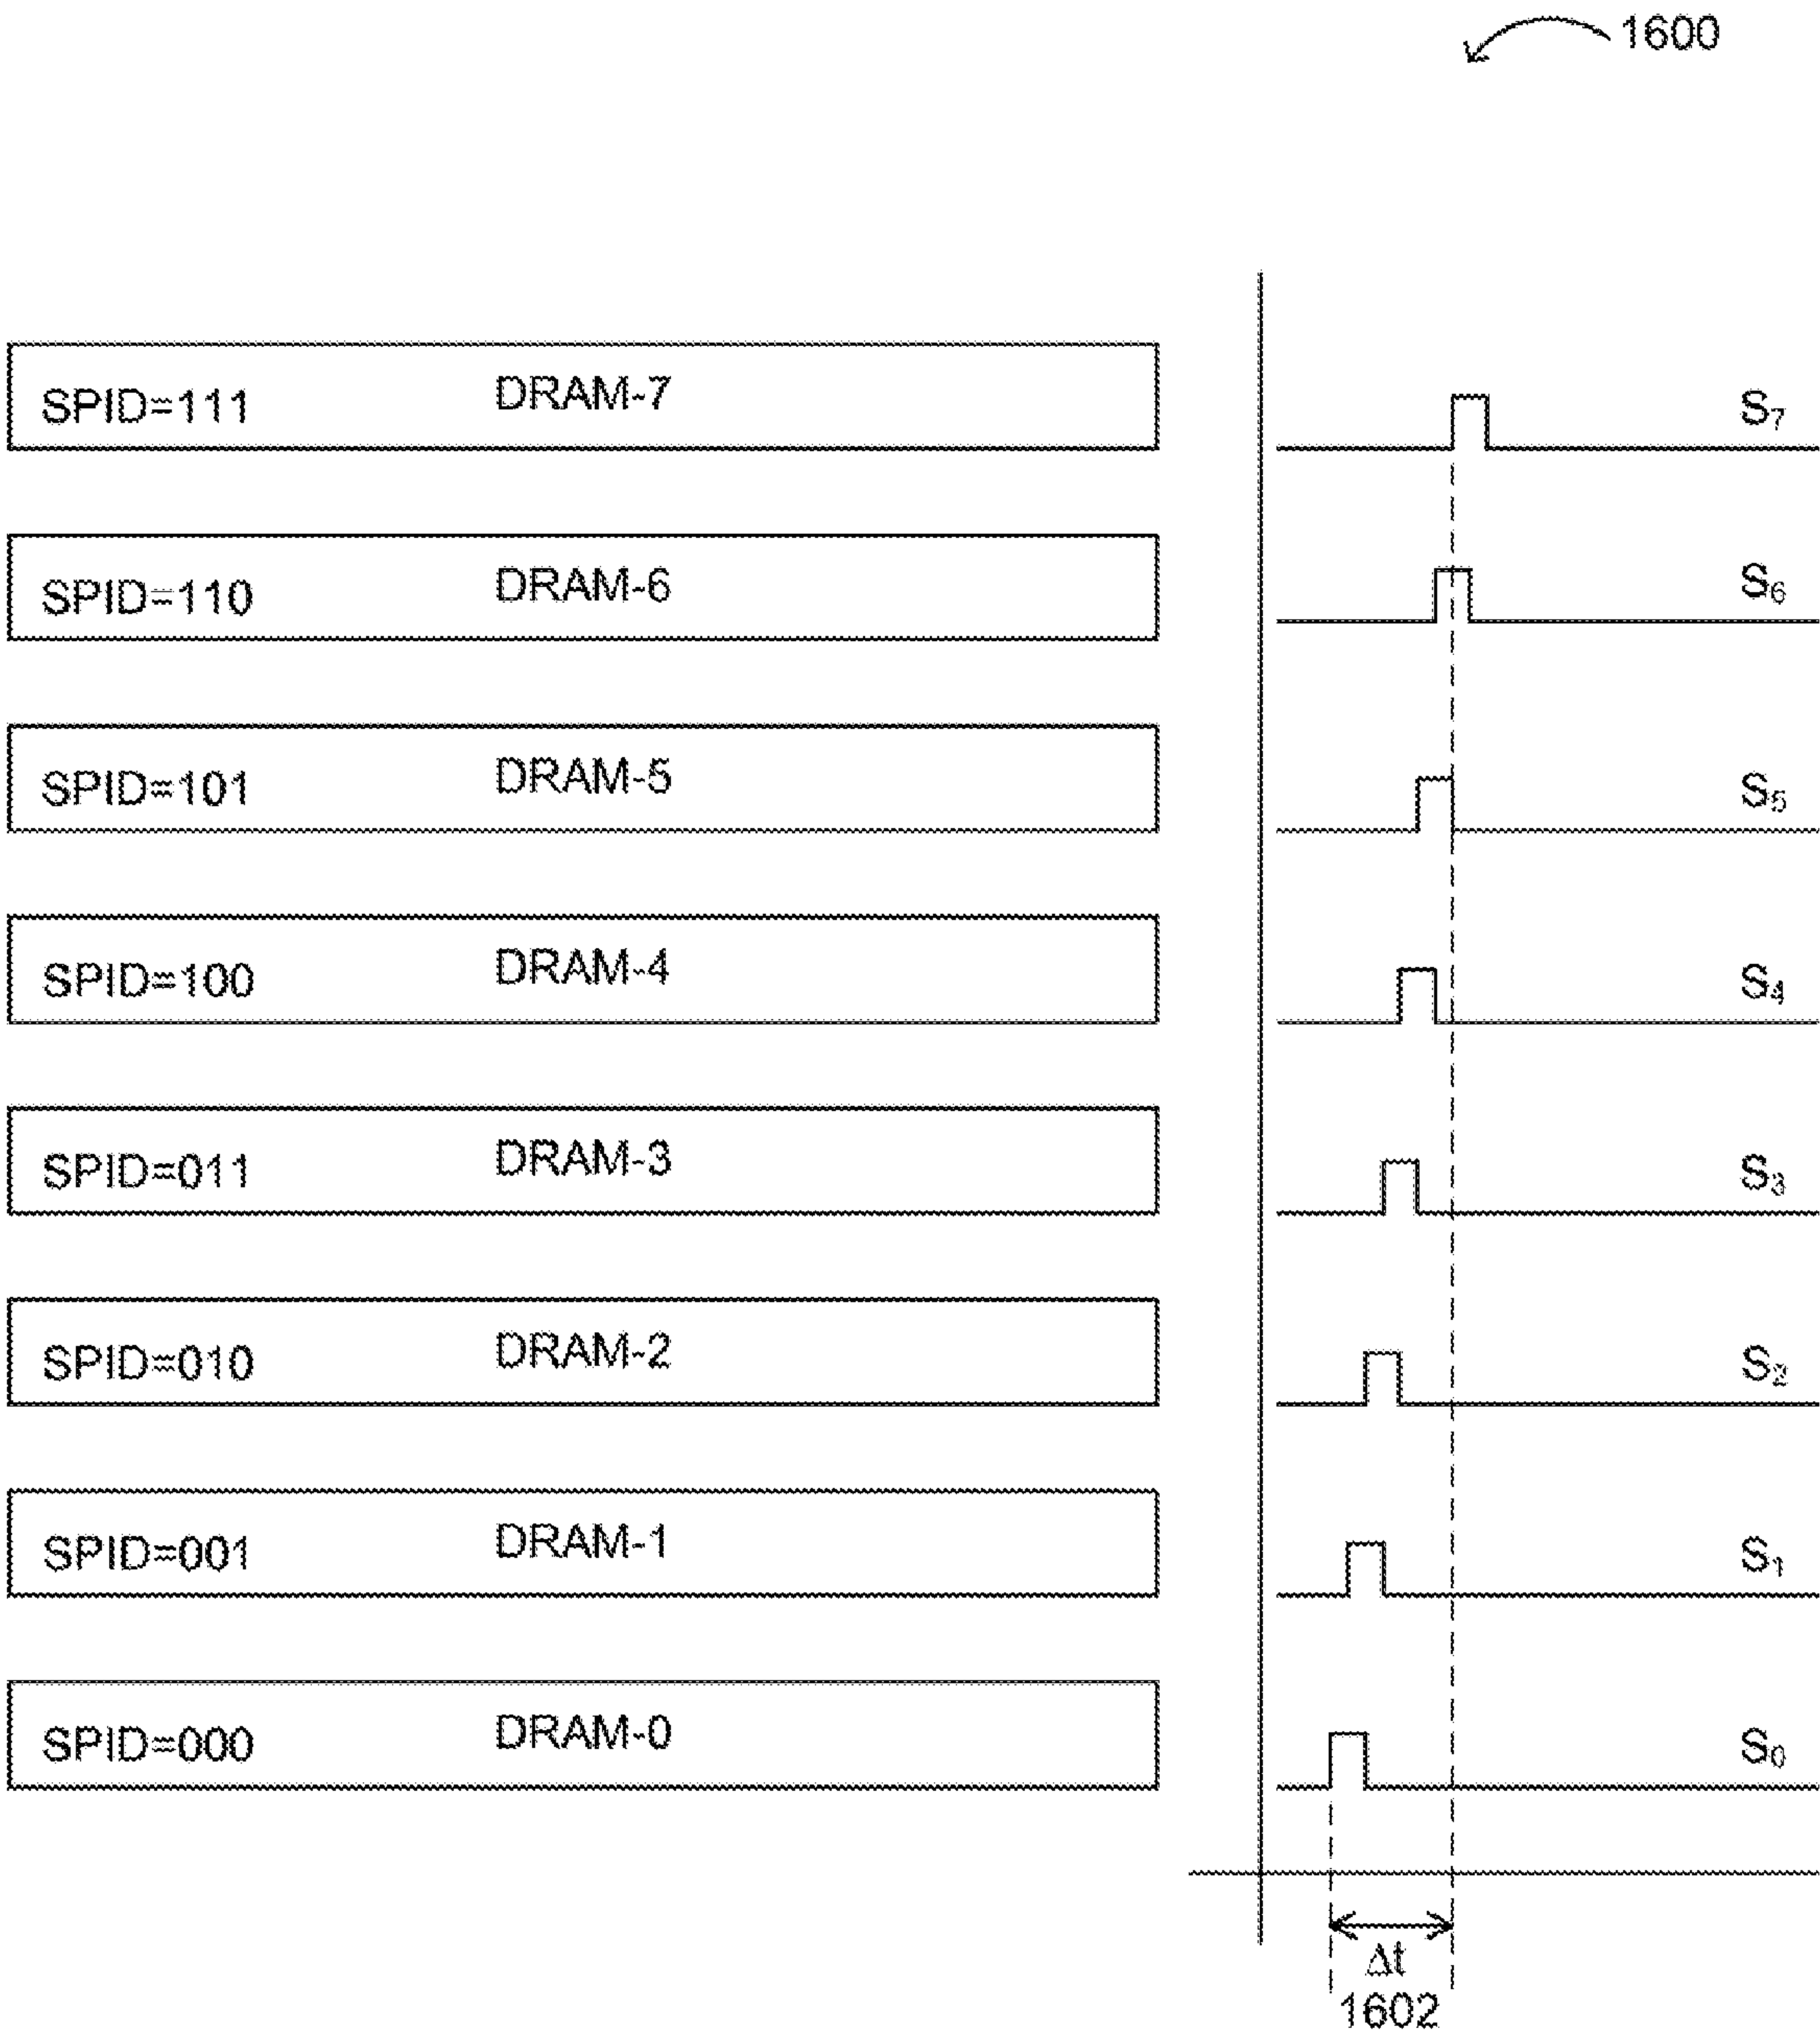 1600
SPID=111 DRAM-7 S₇
SPID=110 DRAM-6 S₆
SPID=101 DRAM-5 S₅
SPID=100 DRAM-4 S₄
SPID=011 DRAM-3 S₃
SPID=010 DRAM-2 S₂
SPID=001 DRAM-1 S₁
SPID=000 DRAM-0 S₀
Δt
1602